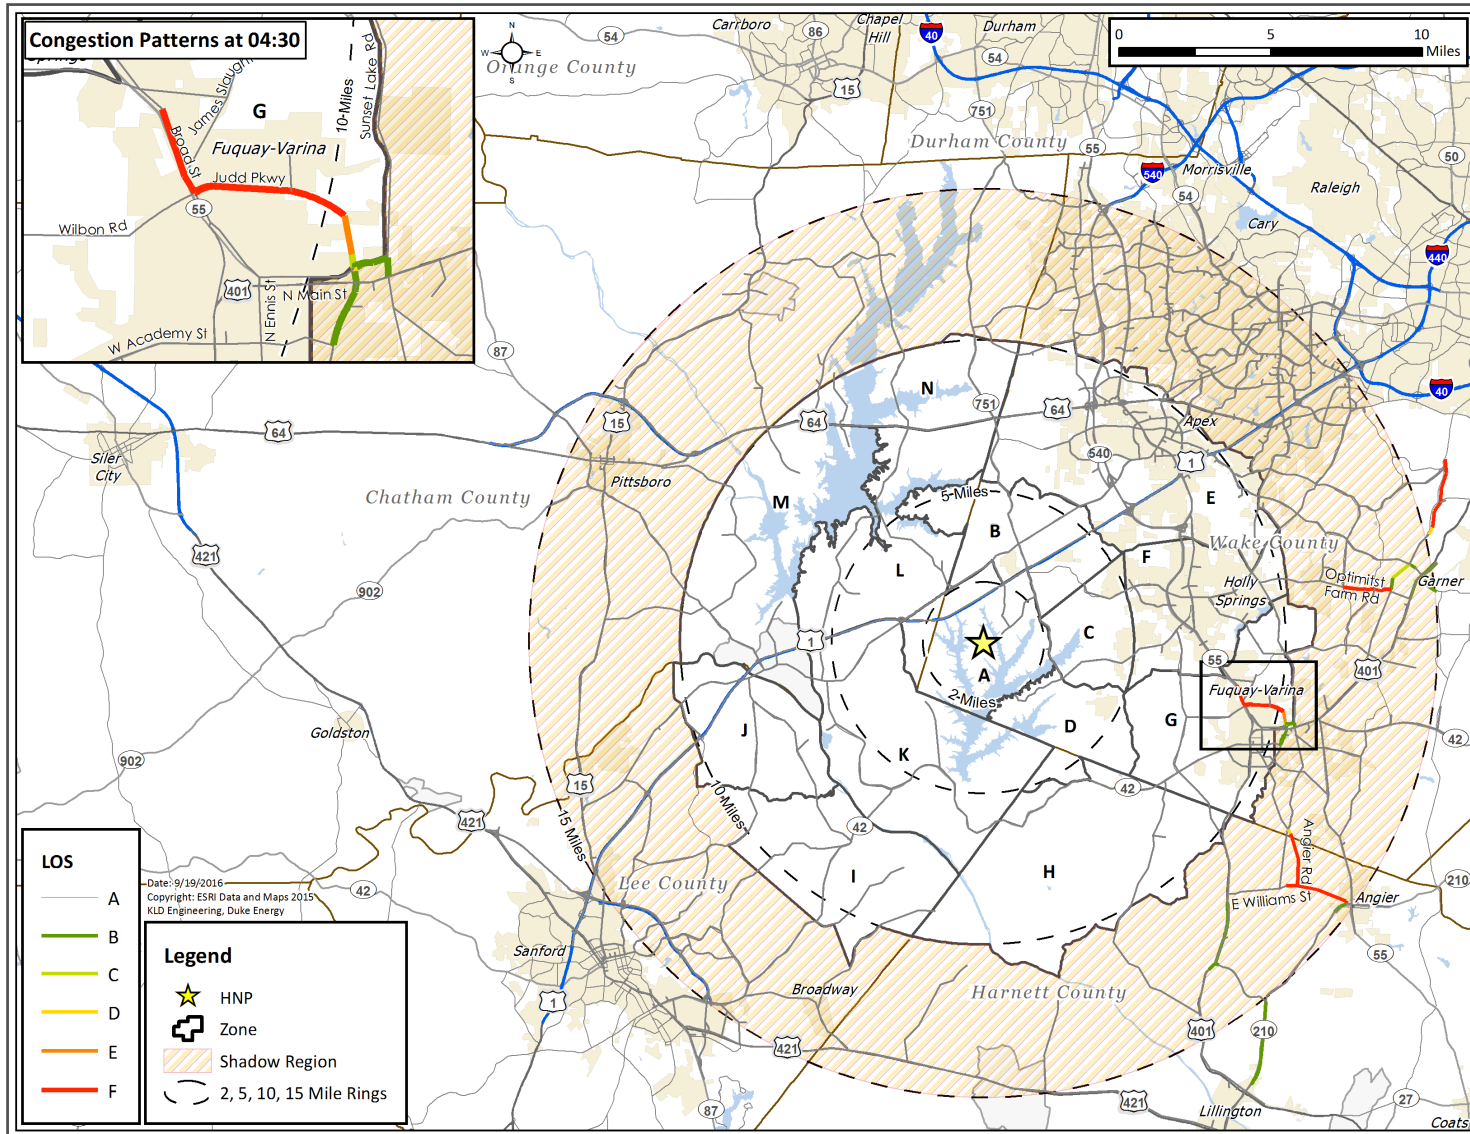 Congestion Patterns at 04:30
Springs
James Slaught
G
10-Miles
Sunset Lake Rd
Broad St
Fuquay-Varina
Judd Pkwy
55
Wilbon Rd
401
N Ennis St
N Main St
W Academy St
N
W E
S
0 5 10
Miles
Carrboro
Chapel
Hill
Durham
54
86
40
Orange County
15
54
751
Durham County
55
540
Morrisville
54
50
Raleigh
Cary
440
40
87
N
751
64
64
15
64
Apex
540
1
Siler
City
Pittsboro
Chatham County
M
5-Miles
E
B
421
Wake County
F
L
Optimitst
Farm Rd
Garner
902
Holly
Springs
C
1
A
55
401
Fuquay-Varina
2-Miles
G
D
J
K
Goldston
902
42
15
10-Miles
42
421
15 Miles
42
Angier Rd
H
I
Lee County
42
210
E Williams St
Angier
Sanford
55
Broadway
Harnett County
1
401
210
421
421
27
87
Lillington
Coats
LOS
A
B
C
D
E
F
Date: 9/19/2016
Copyright: ESRI Data and Maps 2015
KLD Engineering, Duke Energy
Legend
HNP
Zone
Shadow Region
2, 5, 10, 15 Mile Rings